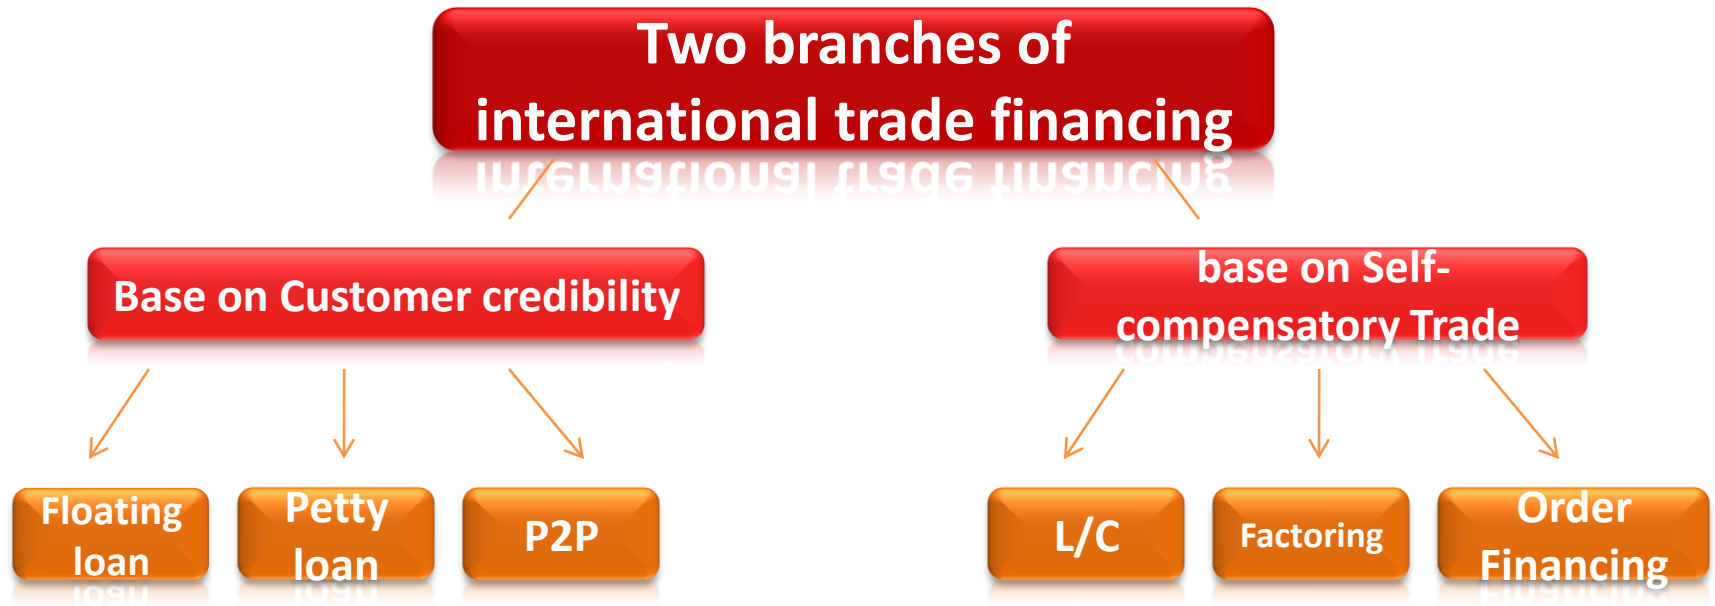 Two branches of
international trade financing
Base on Customer credibility
base on Self-
compensatory Trade
Floating
loan
Petty
loan
P2P
L/C
Factoring
Order
Financing